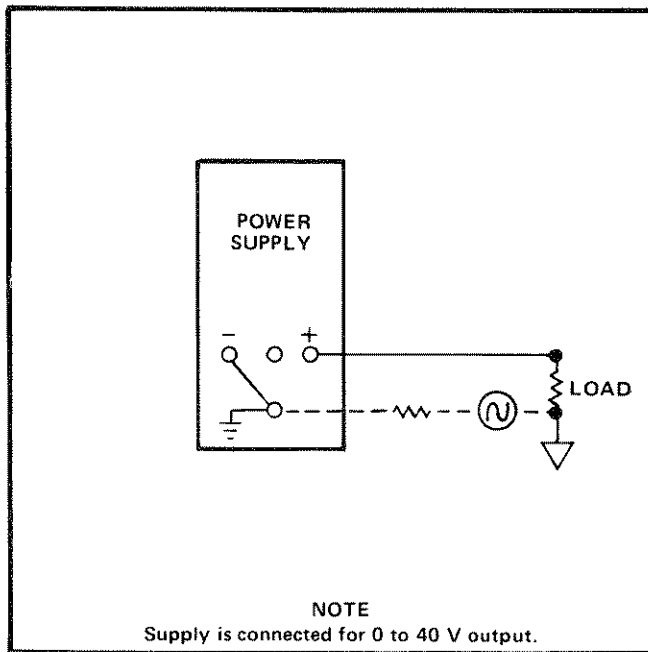 POWER
SUPPLY
− +
LOAD
NOTE
Supply is connected for 0 to 40 V output.